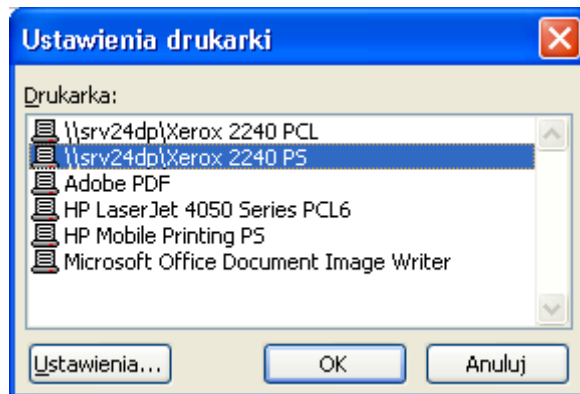 Ustawienia drukarki
Drukarka:
\\srv24dp\Xerox 2240 PCL
\\srv24dp\Xerox 2240 PS
Adobe PDF
HP LaserJet 4050 Series PCL6
HP Mobile Printing PS
Microsoft Office Document Image Writer
Ustawienia... OK Anuluj